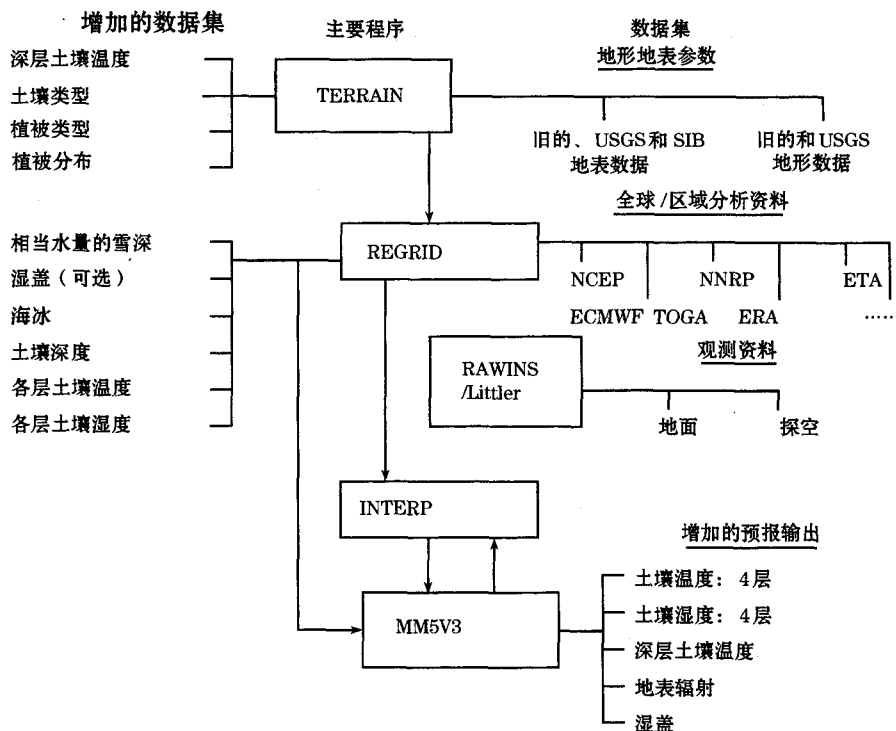 增加的数据集
主要程序
数据集
地形地表参数
深层土壤温度
土壤类型
植被类型
植被分布
TERRAIN
旧的、USGS和SIB
地表数据
旧的和USGS
地形数据
全球/区域分析资料
相当水量的雪深
湿盖(可选)
海冰
土壤深度
各层土壤温度
各层土壤湿度
REGRID
NCEP
NNRP
ETA
ECMWF
TOGA
ERA
·····
观测资料
RAWINS
/Littler
地面
探空
INTERP
增加的预报输出
MM5V3
土壤温度: 4层
土壤湿度: 4层
深层土壤温度
地表辐射
湿盖